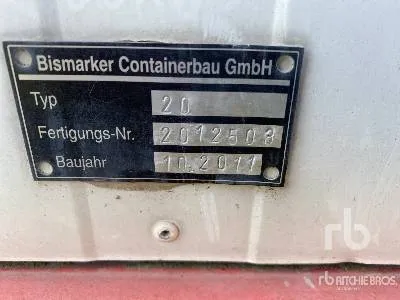 Bismarker Containerbau GmbH
Typ 20
Fertigungs-Nr. 2012503
Baujahr 10.2011
rb
rb RITCHIE BROS.